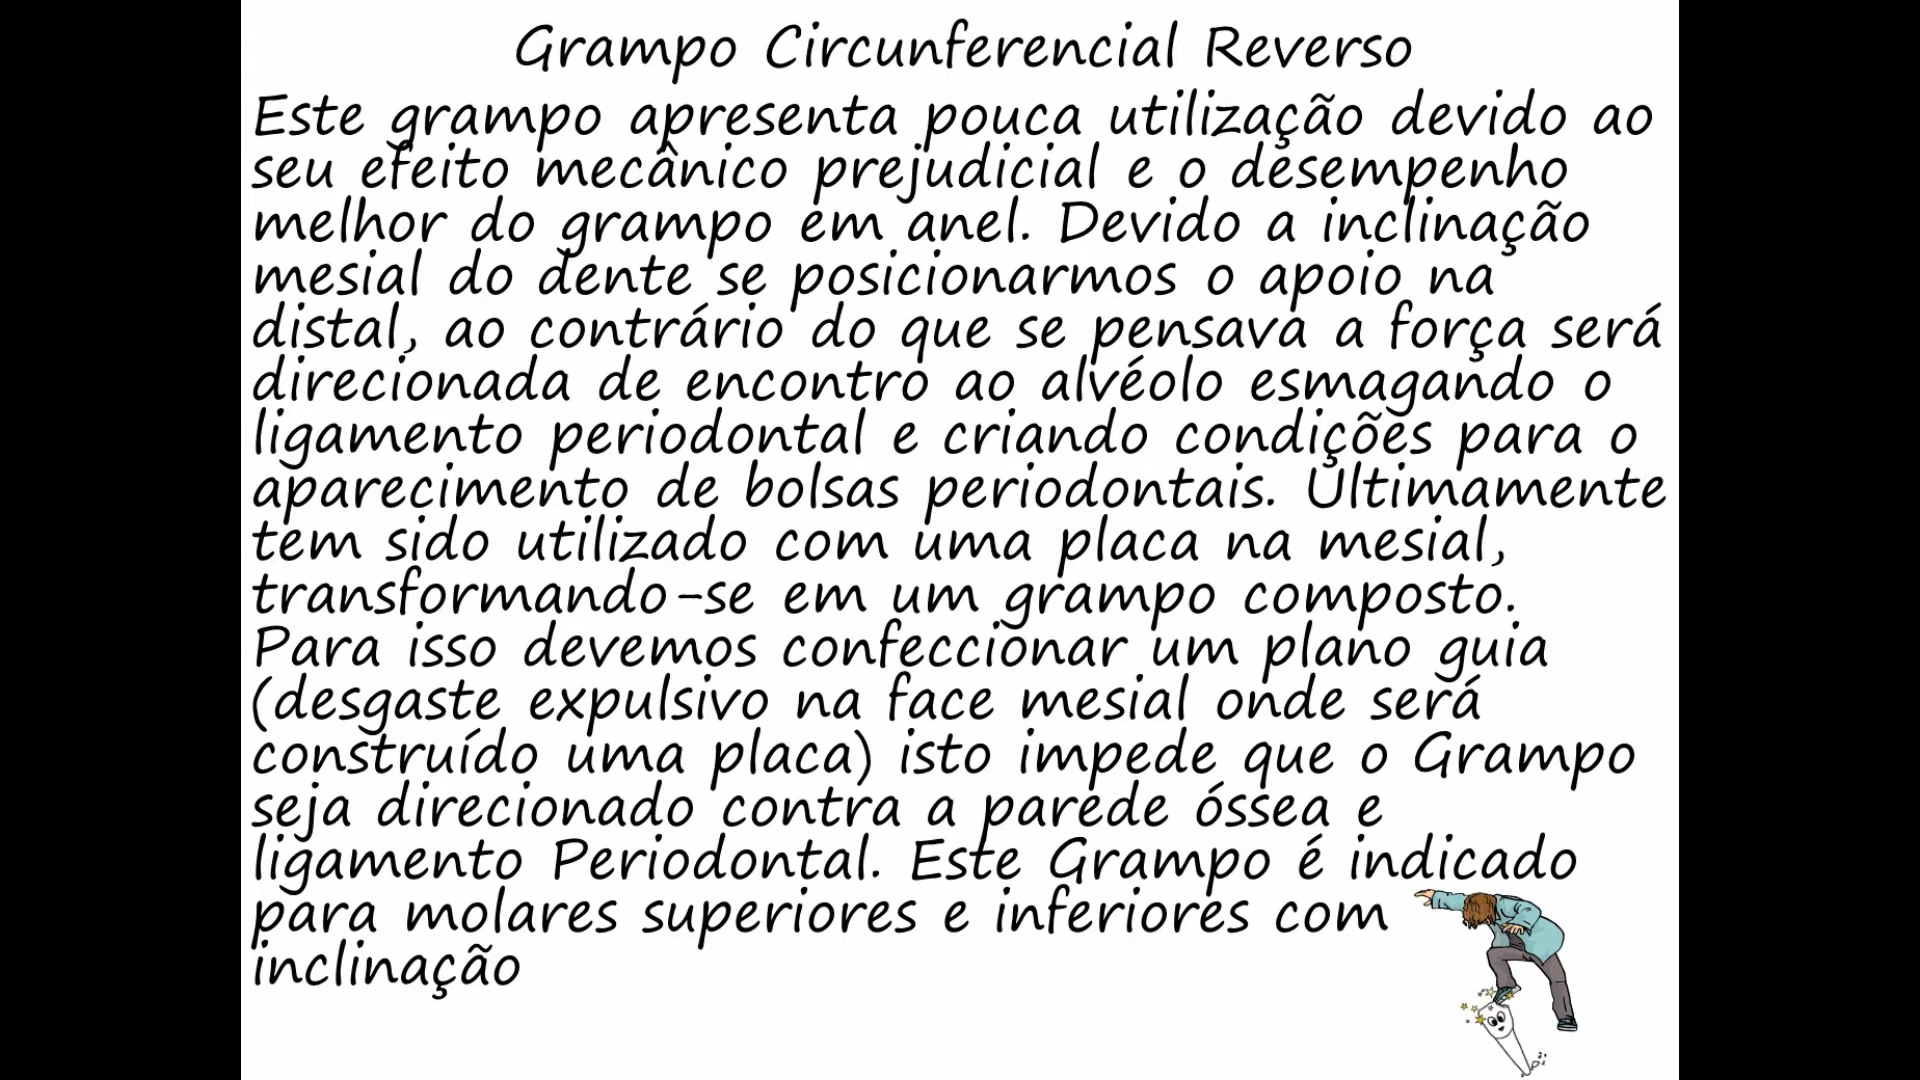 Grampo Circunferencial Reverso
Este grampo apresenta pouca utilização devido ao
seu efeito mecânico prejudicial e o desempenho
melhor do grampo em anel. Devido a inclinação
mesial do dente se posicionarmos o apoio na
distal, ao contrário do que se pensava a força será
direcionada de encontro ao alvéolo esmagando o
ligamento periodontal e criando condições para o
aparecimento de bolsas periodontais. Ultimamente
tem sido utilizado com uma placa na mesial,
transformando-se em um grampo composto.
Para isso devemos confeccionar um plano guia
(desgaste expulsivo na face mesial onde será
construído uma placa) isto impede que o Grampo
seja direcionado contra a parede óssea e
ligamento Periodontal. Este Grampo é indicado
para molares superiores e inferiores com
inclinação